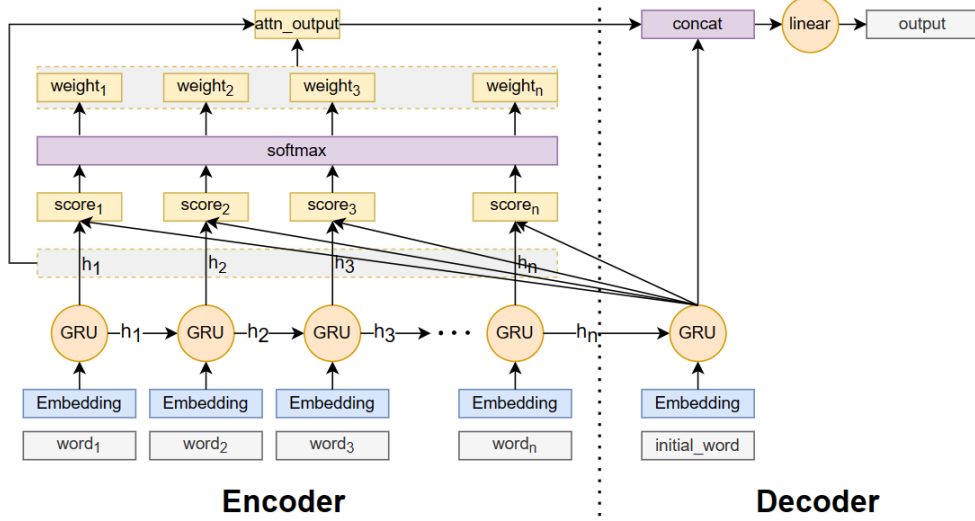 attn_output concat linear output
weight₁ weight₂ weight₃ weightₙ
softmax
score₁ score₂ score₃ scoreₙ
h₁ h₂ h₃ hₙ
GRU h₁ GRU h₂ GRU h₃ ··· GRU hₙ GRU
Embedding Embedding Embedding Embedding Embedding
word₁ word₂ word₃ wordₙ initial_word
Encoder Decoder